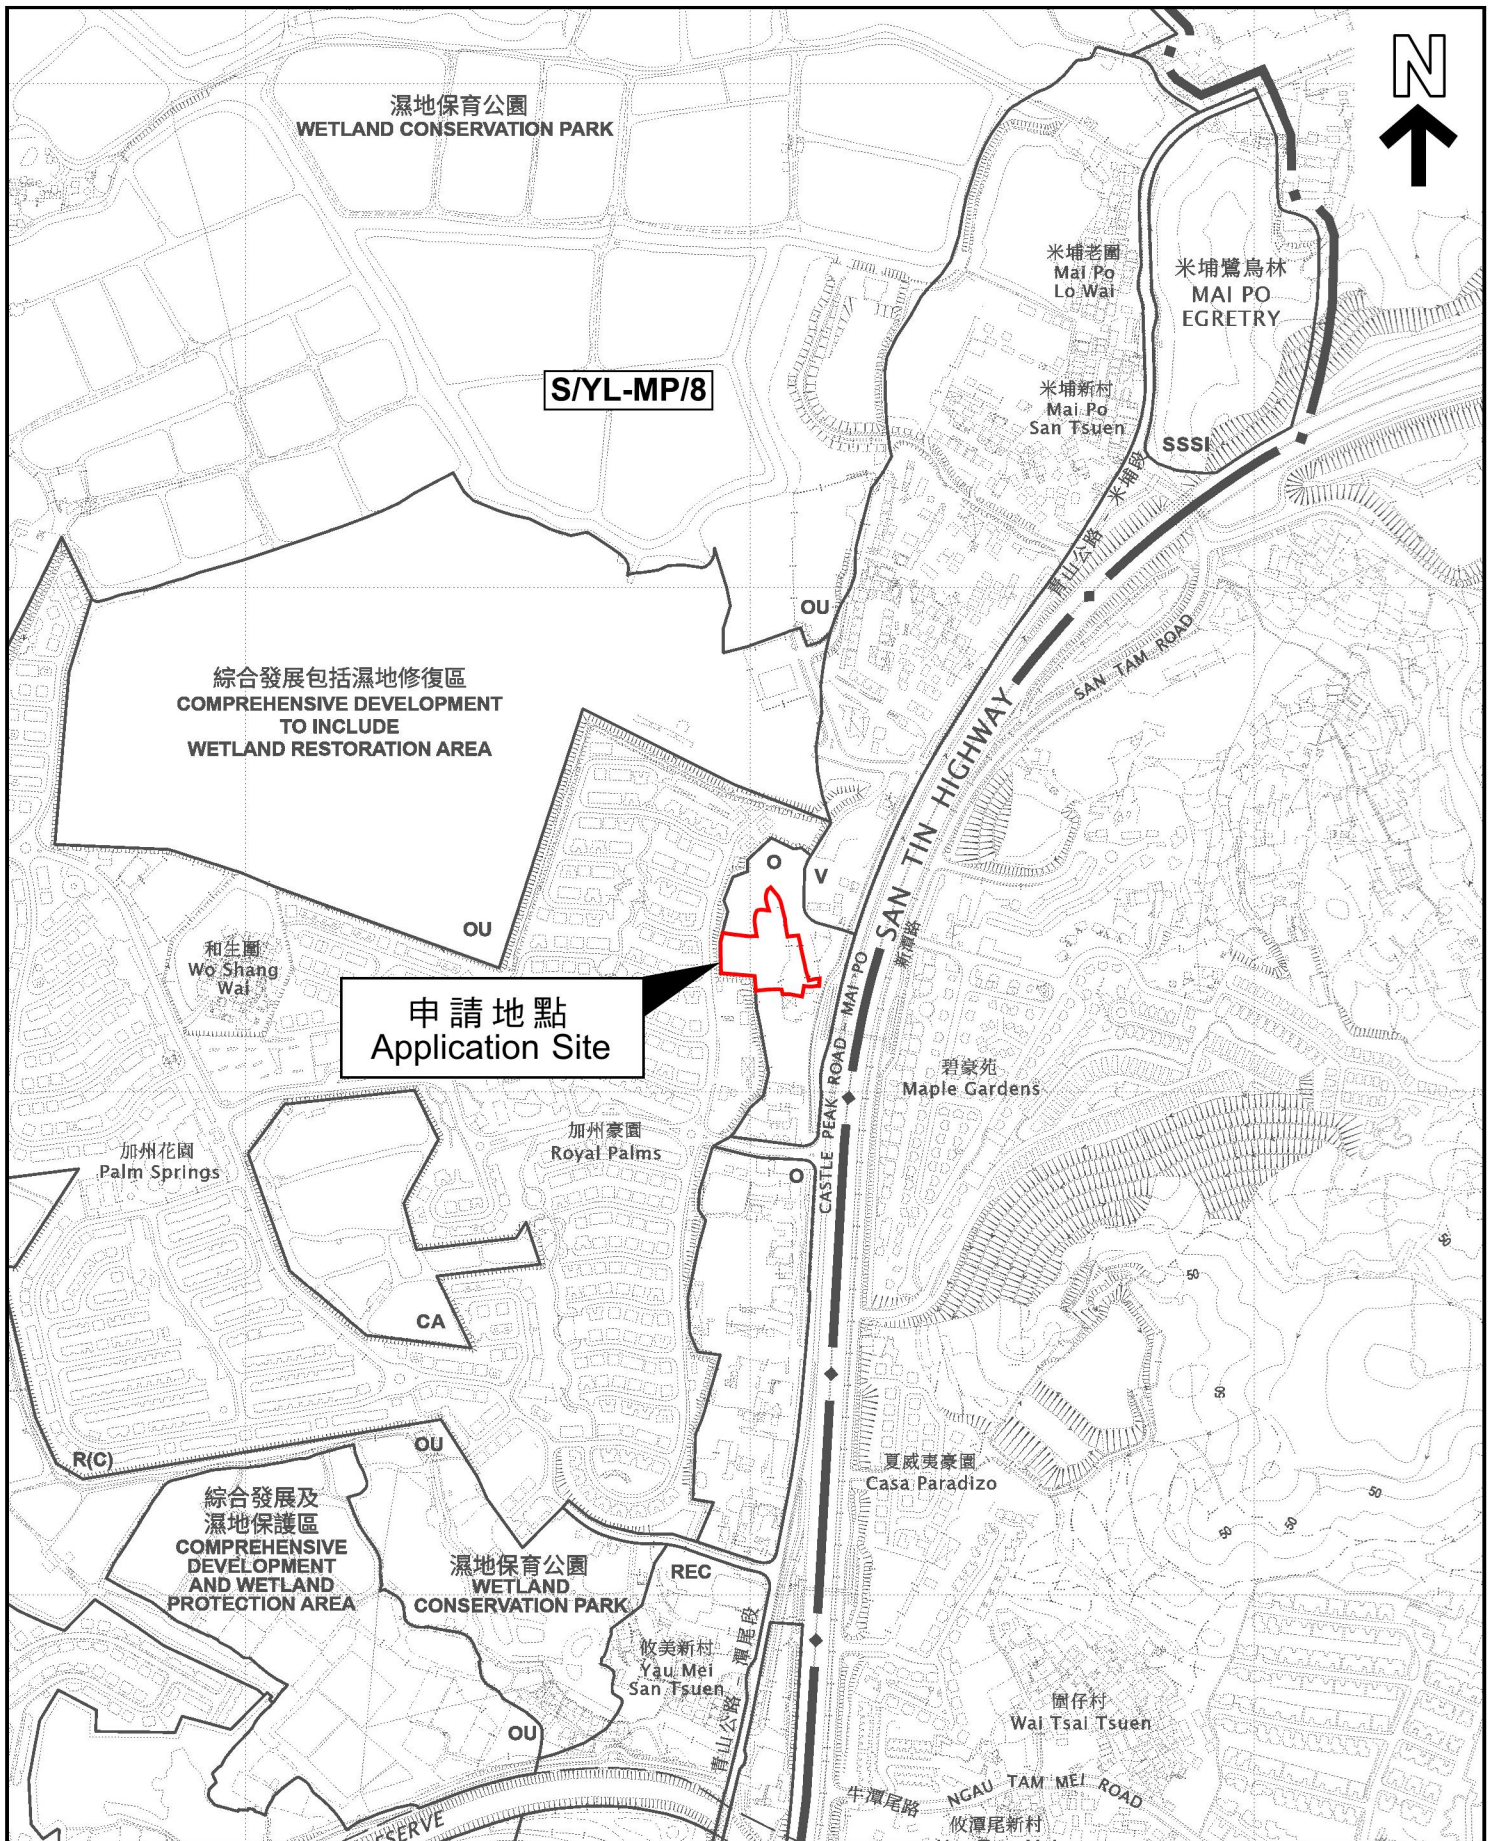 N
濕地保育公園
WETLAND CONSERVATION PARK
米埔老圍
Mai Po
Lo Wai
米埔鷺鳥林
MAI PO
EGRETRY
S/YL-MP/8
米埔新村
Mai Po
San Tsuen
SSSI
青山公路 - 米埔段
OU
SAN TAM ROAD
綜合發展包括濕地修復區
COMPREHENSIVE DEVELOPMENT
TO INCLUDE
WETLAND RESTORATION AREA
SAN TIN HIGHWAY
O
V
OU
新潭路
和生圍
Wo Shang
Wai
申請地點
Application Site
CASTLE PEAK ROAD - MAI PO
碧豪苑
Maple Gardens
加州豪園
Royal Palms
加州花園
Palm Springs
O
50
50
CA
50
夏威夷豪園
Casa Paradizo
OU
R(C)
50
50
50
綜合發展及
濕地保護區
COMPREHENSIVE
DEVELOPMENT
AND WETLAND
PROTECTION AREA
濕地保育公園
WETLAND
CONSERVATION PARK
REC
攸美新村
Yau Mei
San Tsuen
青山公路 - 潭尾段
圍仔村
Wai Tsai Tsuen
OU
牛潭尾路
NGAU TAM MEI ROAD
攸潭尾新村